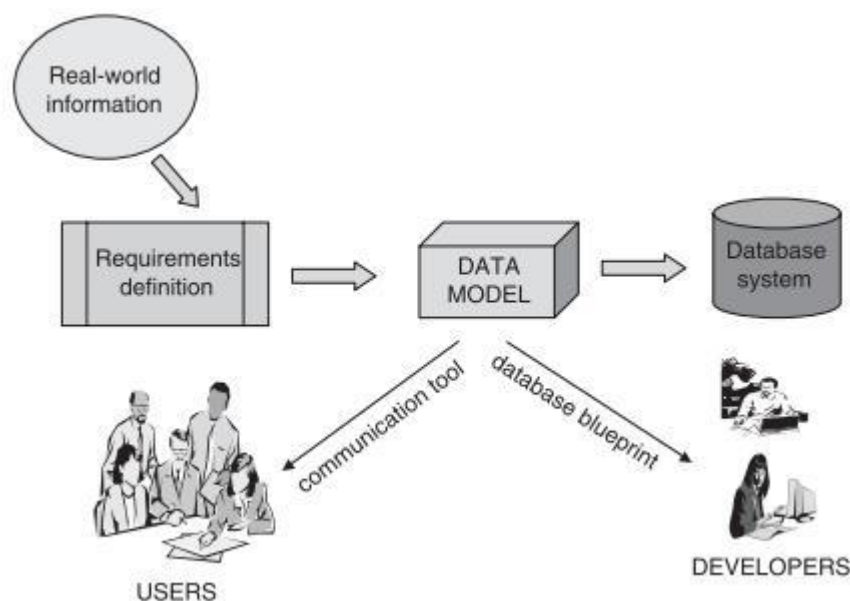 Real-world
information
Requirements
definition
DATA
MODEL
Database
system
communication tool
database blueprint
USERS
DEVELOPERS